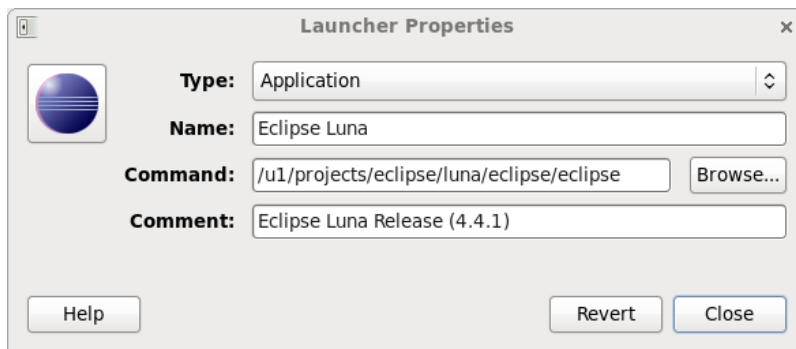 Launcher Properties
Type: Application
Name: Eclipse Luna
Command: /u1/projects/eclipse/luna/eclipse/eclipse Browse...
Comment: Eclipse Luna Release (4.4.1)
Help Revert Close